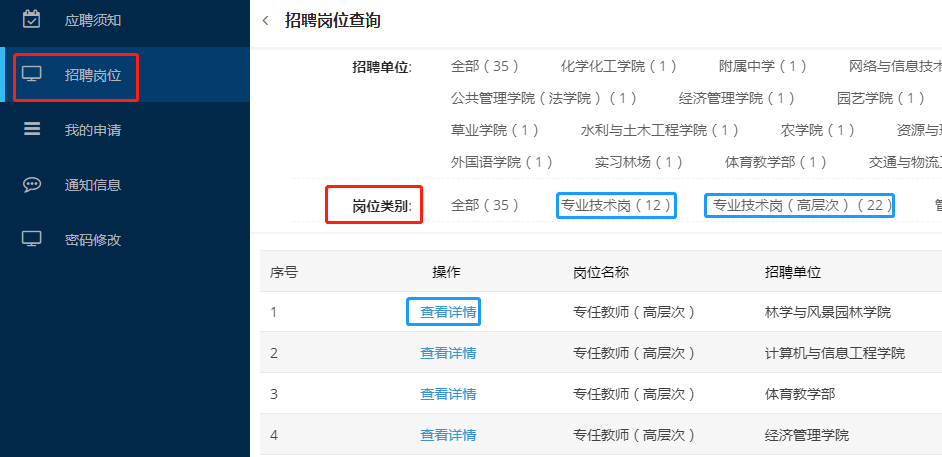 应聘须知
招聘岗位
我的申请
通知信息
密码修改
招聘岗位查询
招聘单位: 全部(35) 化学化工学院(1) 附属中学(1) 网络与信息技
公共管理学院(法学院)(1) 经济管理学院(1) 园艺学院(1)
草业学院(1) 水利与土木工程学院(1) 农学院(1) 资源与
外国语学院(1) 实习林场(1) 体育教学部(1) 交通与物流
岗位类别: 全部(35) 专业技术岗(12) 专业技术岗(高层次)(22)
序号 操作 岗位名称 招聘单位
1 查看详情 专任教师(高层次) 林学与风景园林学院
2 查看详情 专任教师(高层次) 计算机与信息工程学院
3 查看详情 专任教师(高层次) 体育教学部
4 查看详情 专任教师(高层次) 经济管理学院